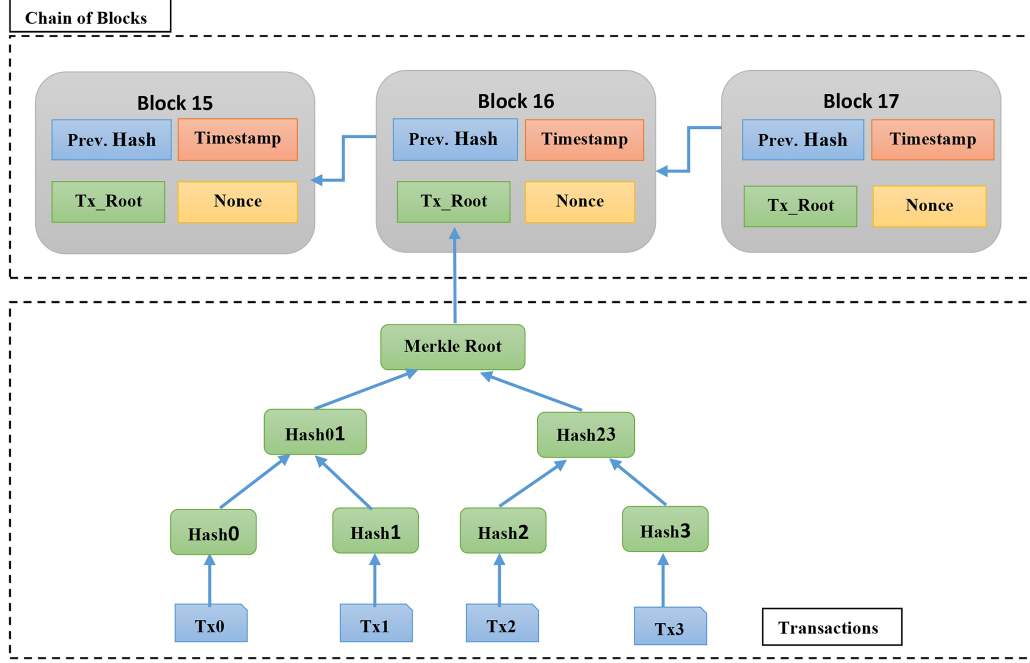 Chain of Blocks
Block 15
Block 16
Block 17
Prev. Hash
Timestamp
Prev. Hash
Timestamp
Prev. Hash
Timestamp
Tx_Root
Nonce
Tx_Root
Nonce
Tx_Root
Nonce
Merkle Root
Hash01
Hash23
Hash0
Hash1
Hash2
Hash3
Tx0
Tx1
Tx2
Tx3
Transactions